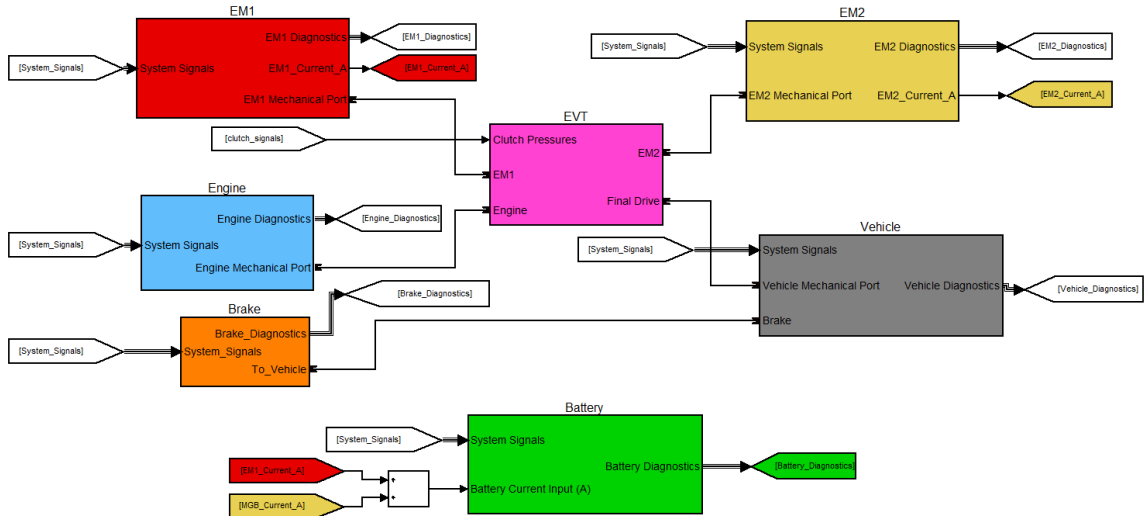 EM1
EM1 Diagnostics
[EM1_Diagnostics]
[System_Signals]
System Signals
EM1_Current_A
[EM1_Current_A]
EM1 Mechanical Port
EM2
[System_Signals]
System Signals
EM2 Diagnostics
[EM2_Diagnostics]
EM2 Mechanical Port
EM2_Current_A
[EM2_Current_A]
EVT
[clutch_signals]
Clutch Pressures
EM2
EM1
Final Drive
Engine
Engine
Engine Diagnostics
[Engine_Diagnostics]
[System_Signals]
System Signals
Engine Mechanical Port
Vehicle
[System_Signals]
System Signals
Vehicle Mechanical Port
Vehicle Diagnostics
[Vehicle_Diagnostics]
Brake
Brake
[Brake_Diagnostics]
Brake_Diagnostics
[System_Signals]
System_Signals
To_Vehicle
Battery
[System_Signals]
System Signals
Battery Diagnostics
[Battery_Diagnostics]
[EM1_Current_A]
+
+
Battery Current Input (A)
[MGB_Current_A]